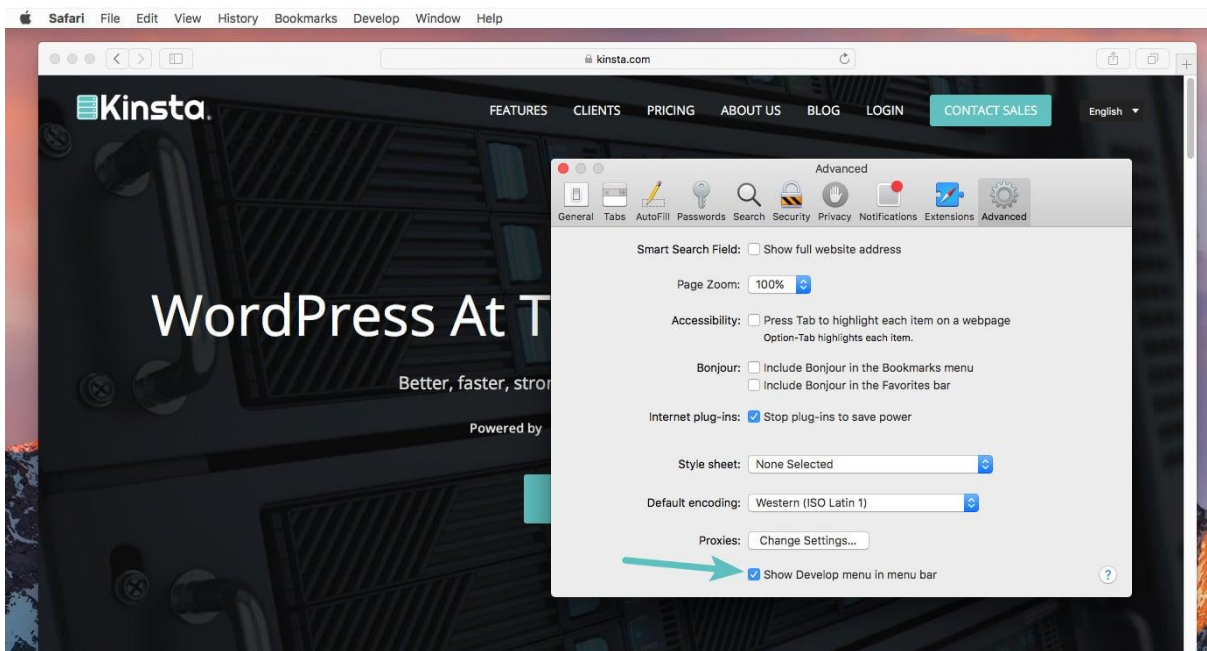 Safari File Edit View History Bookmarks Develop Window Help
kinsta.com
Kinsta
FEATURES CLIENTS PRICING ABOUT US BLOG LOGIN CONTACT SALES English
WordPress At T
Better, faster, stror
Powered by
Advanced
General Tabs AutoFill Passwords Search Security Privacy Notifications Extensions Advanced
Smart Search Field: Show full website address
Page Zoom: 100%
Accessibility: Press Tab to highlight each item on a webpage
Option-Tab highlights each item.
Bonjour: Include Bonjour in the Bookmarks menu
Include Bonjour in the Favorites bar
Internet plug-ins: Stop plug-ins to save power
Style sheet: None Selected
Default encoding: Western (ISO Latin 1)
Proxies: Change Settings...
Show Develop menu in menu bar
?